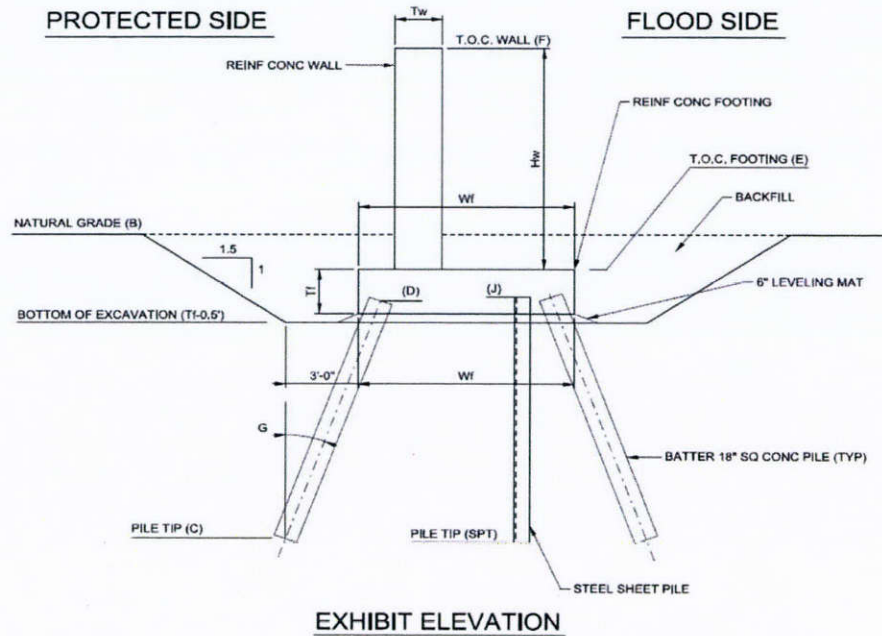 PROTECTED SIDE
Tw
FLOOD SIDE
T.O.C. WALL (F)
REINF CONC WALL
REINF CONC FOOTING
Hw
T.O.C. FOOTING (E)
Wf
BACKFILL
NATURAL GRADE (B)
1.5
1
Tf
(D)
(J)
6" LEVELING MAT
BOTTOM OF EXCAVATION (Tf-0.5')
3'-0"
Wf
G
BATTER 18" SQ CONC PILE (TYP)
PILE TIP (C)
PILE TIP (SPT)
STEEL SHEET PILE
EXHIBIT ELEVATION